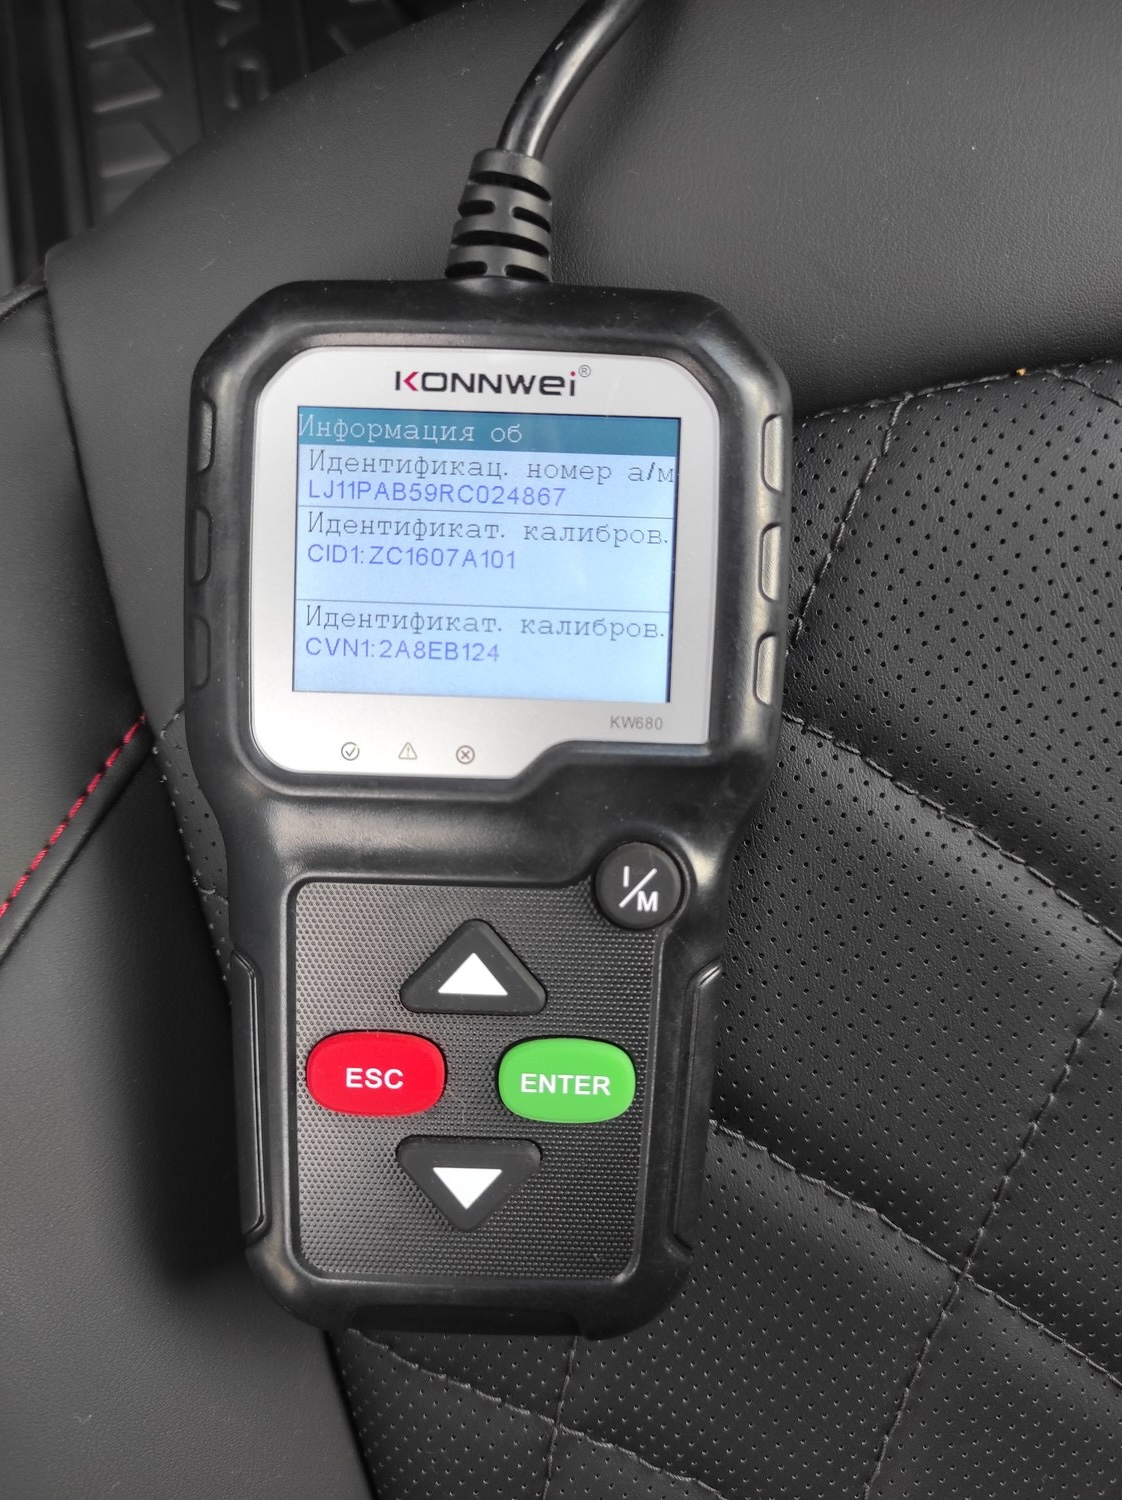 KONNWEI®
Информация об
Идентификац. номер а/м
LJ11PAB59RC024867
Идентификат. калибров.
CID1:ZC1607A101
Идентификат. калибров.
CVN1:2A8EB124
KW680
I/M
ESC
ENTER